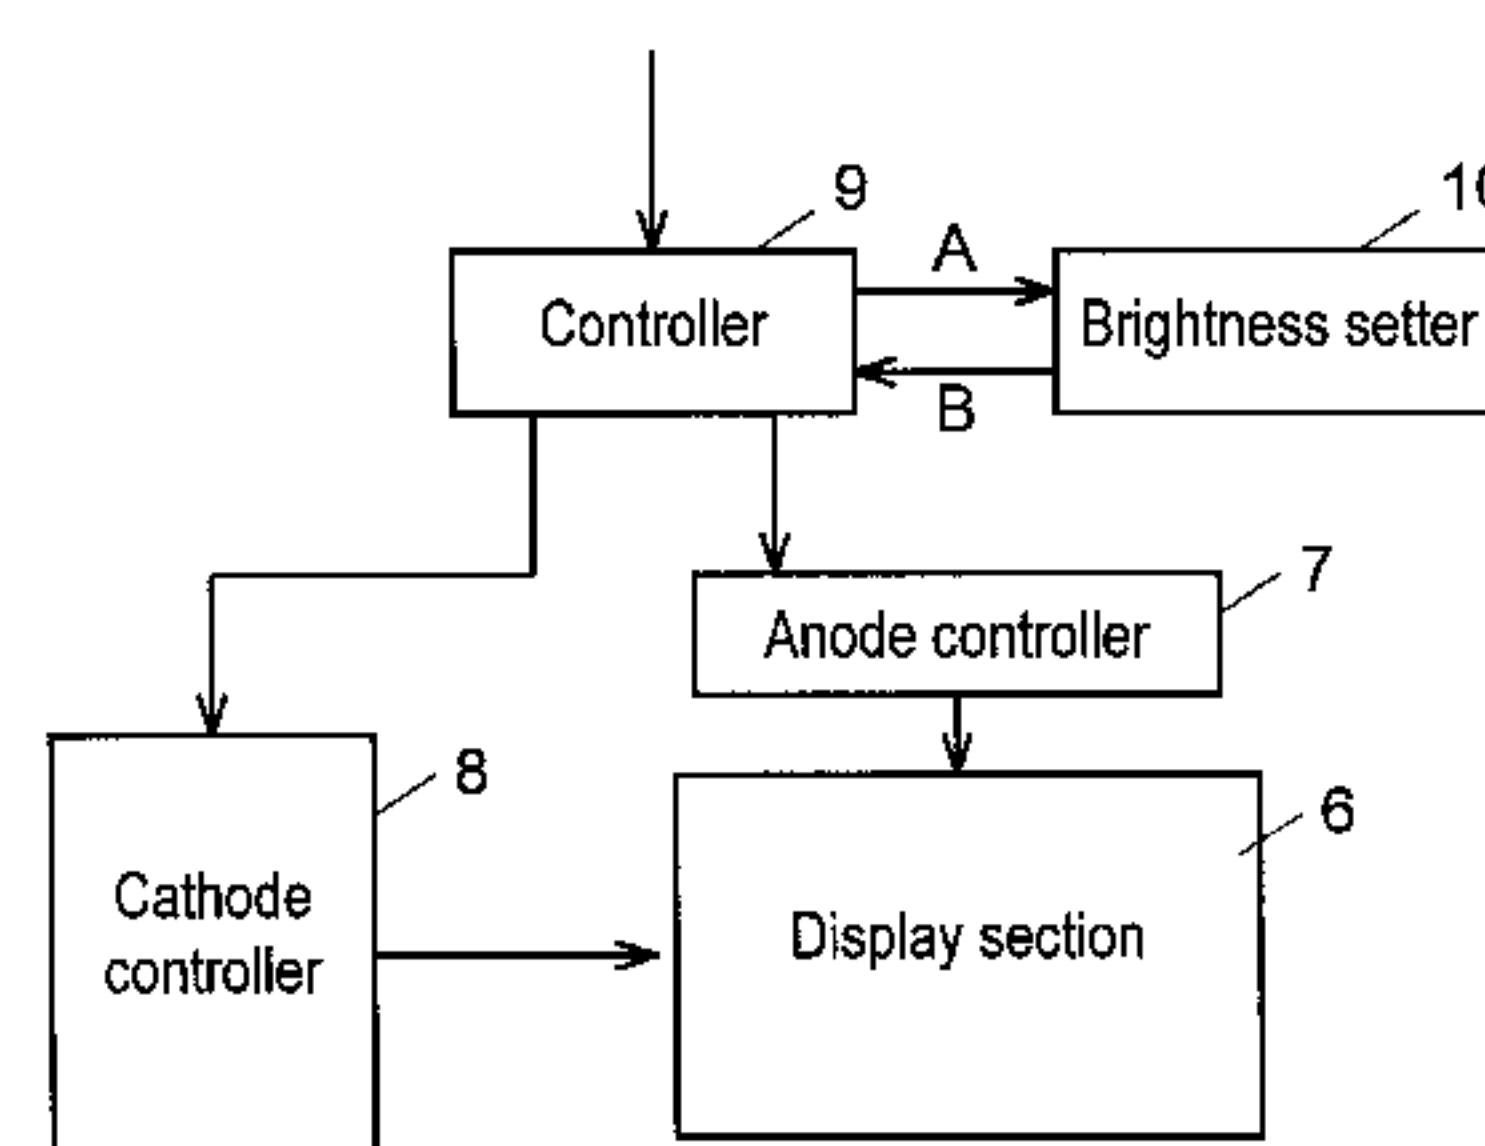 9
10
A
Controller
Brightness setter
B
7
Anode controller
8
6
Cathode
controller
Display section